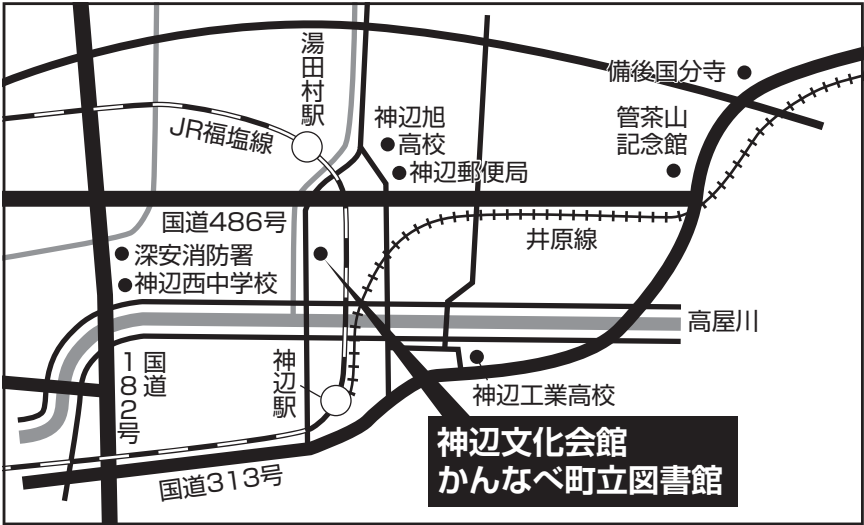 湯田村駅
備後国分寺
神辺旭
高校
管茶山
記念館
JR福塩線
神辺郵便局
国道486号
井原線
深安消防署
神辺西中学校
高屋川
国道
182号
神辺駅
神辺工業高校
神辺文化会館
かんなべ町立図書館
国道313号